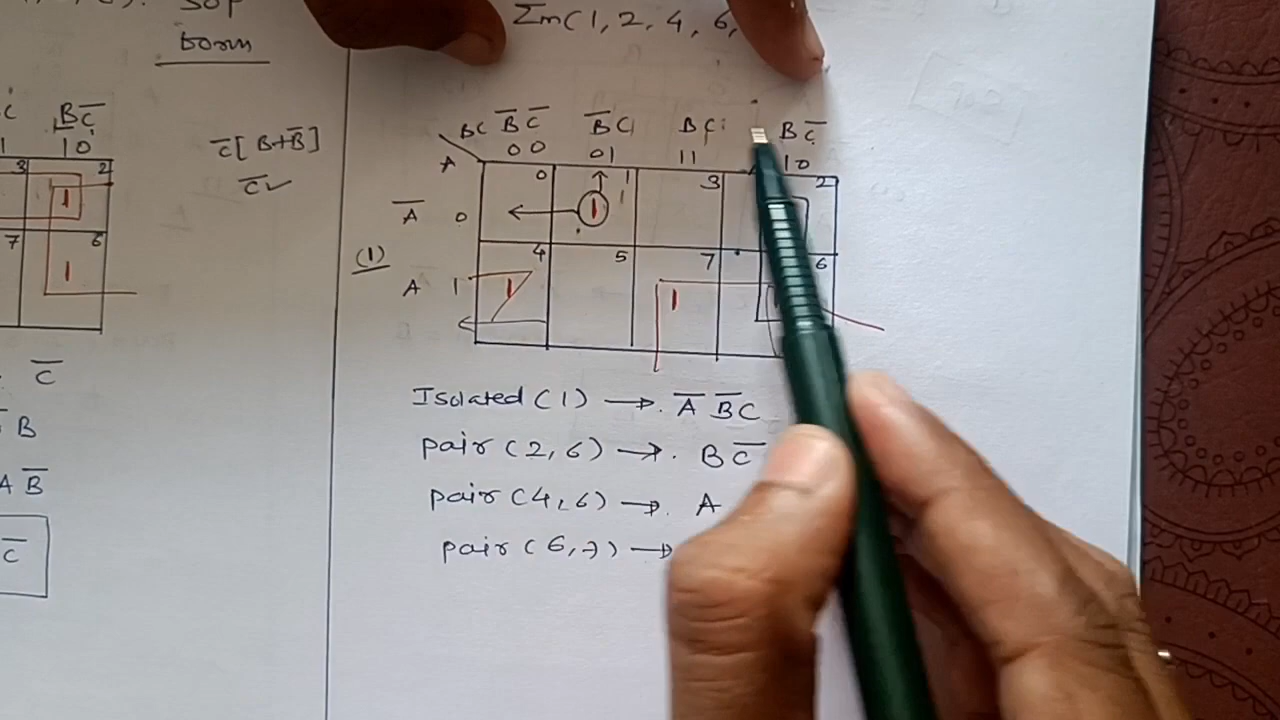 SOP
form
C̅[B+B̅]
C̅✓
BC̅
1 10
3 2
1
7 6
1
C̅
B
AB̅
C̅
Σm(1, 2, 4, 6,
BC B̅C̅ B̅C BC BC̅
A 00 01 11 10
0 1 3 2
A̅ 0 1
(1)
4 5 7 6
A 1 1 1
Isolated (1) → A̅B̅C
pair (2,6) → BC̅
pair (4,6) → A
pair (6,7) →